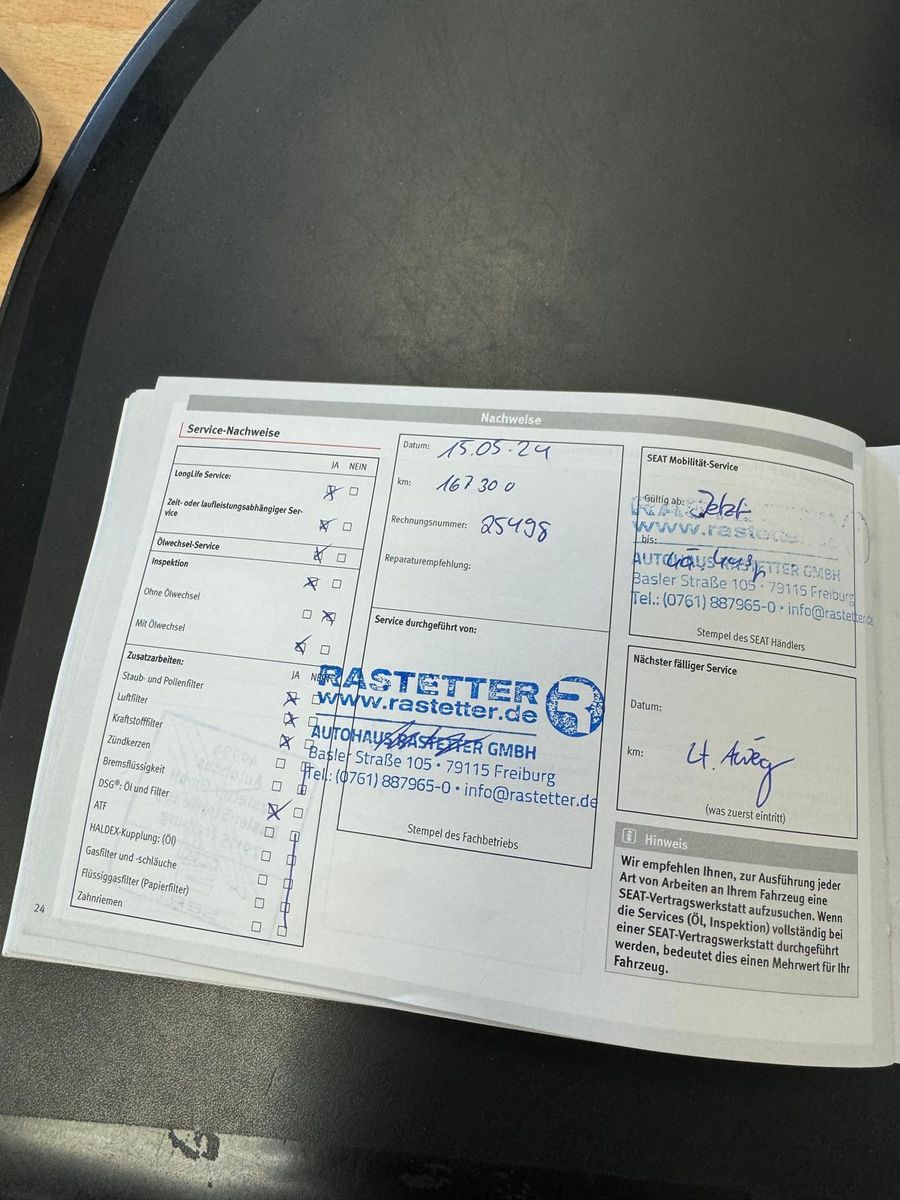 Nachweise
Service-Nachweise
JA NEIN
LongLife Service:
Zeit- oder laufleistungsabhängiger Ser-
vice
Ölwechsel-Service
Inspektion
Ohne Ölwechsel
Mit Ölwechsel
Zusatzarbeiten:
JA
Staub- und Pollenfilter
Luftfilter
Kraftstofffilter
Zündkerzen
Bremsflüssigkeit
DSG®: Öl und Filter
ATF
HALDEX-Kupplung: (Öl)
Gasfilter und -schläuche
Flüssiggasfilter (Papierfilter)
Zahnriemen
24
Datum: 15.05.24
km: 167300
Rechnungsnummer: 25498
Reparaturempfehlung:
Service durchgeführt von:
RASTETTER R
www.rastetter.de
AUTOHAUS RASTETTER GMBH
Basler Straße 105 • 79115 Freiburg
Tel.: (0761) 887965-0 • info@rastetter.de
Stempel des Fachbetriebs
SEAT Mobilität-Service
Gültig ab: Jetzt
www.rastetter.de
bis:
AUTOHAUS RASTETTER GMBH
Basler Straße 105 • 79115 Freiburg
Tel.: (0761) 887965-0 • info@rastetter.de
Stempel des SEAT Händlers
Nächster fälliger Service
Datum:
km:
(was zuerst eintritt)
Hinweis
Wir empfehlen Ihnen, zur Ausführung jeder
Art von Arbeiten an Ihrem Fahrzeug eine
SEAT-Vertragswerkstatt aufzusuchen. Wenn
die Services (Öl, Inspektion) vollständig bei
einer SEAT-Vertragswerkstatt durchgeführt
werden, bedeutet dies einen Mehrwert für Ihr
Fahrzeug.